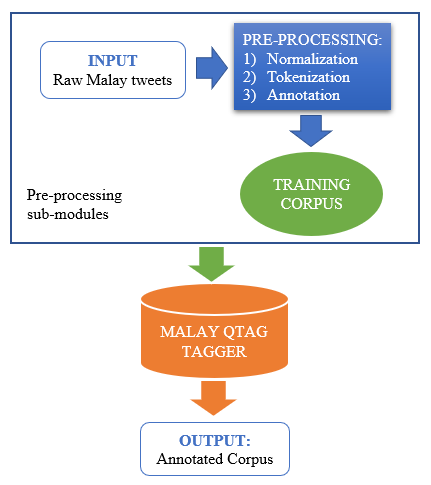 INPUT
Raw Malay tweets
PRE-PROCESSING:
1) Normalization
2) Tokenization
3) Annotation
TRAINING
CORPUS
Pre-processing
sub-modules
MALAY QTAG
TAGGER
OUTPUT:
Annotated Corpus